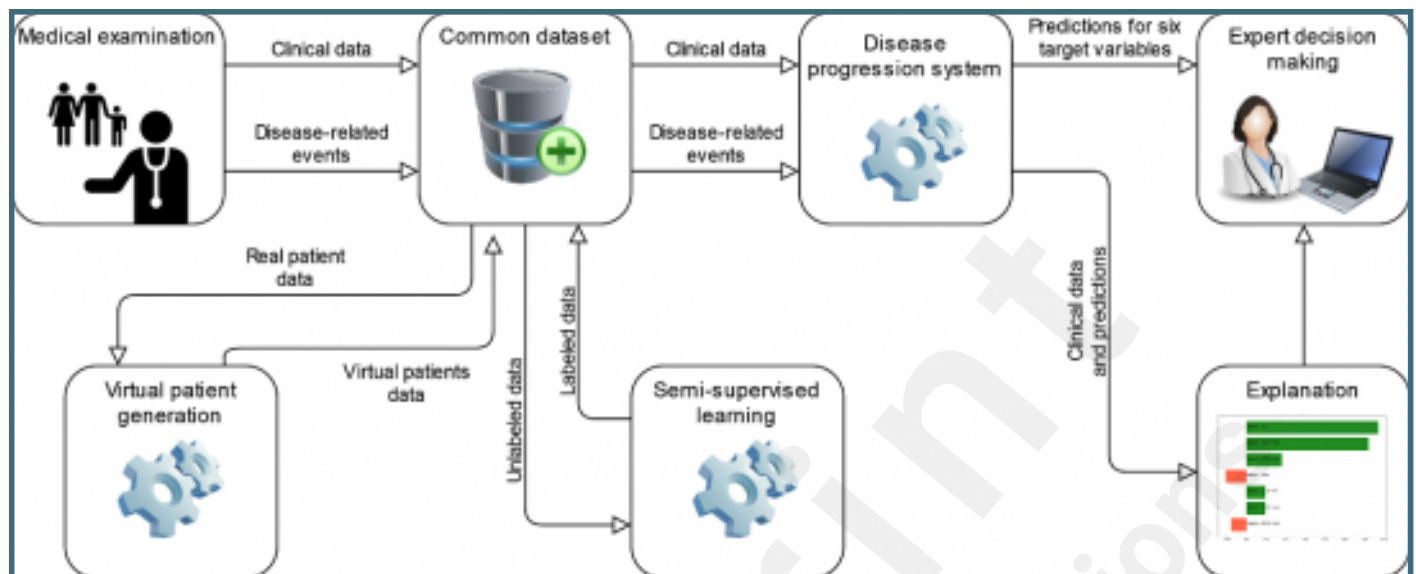 Medical examination
Clinical data
Common dataset
Clinical data
Disease
progression system
Predictions for six
target variables
Expert decision
making
Disease-related
events
Disease-related
events
Real patient
data
Virtual patients
data
Unlabeled data
Labeled data
Clinical data
and predictions
Virtual patient
generation
Semi-supervised
learning
Explanation